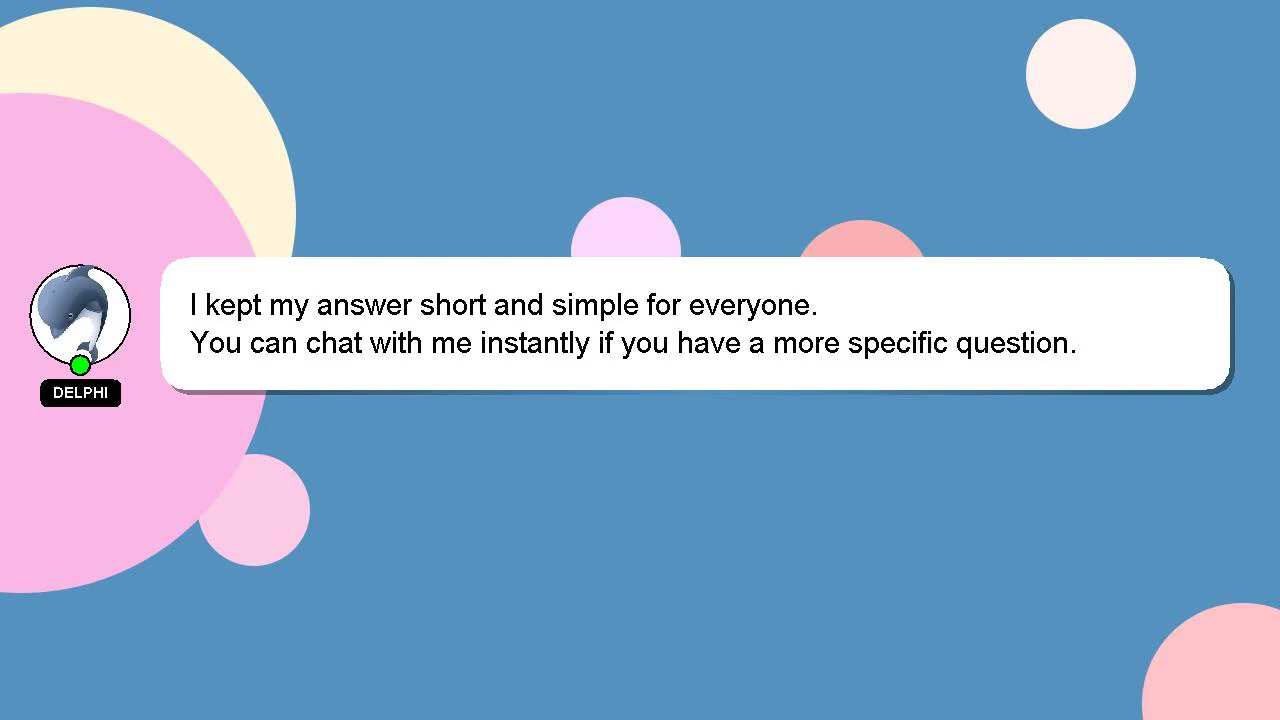 I kept my answer short and simple for everyone.
You can chat with me instantly if you have a more specific question.
DELPHI